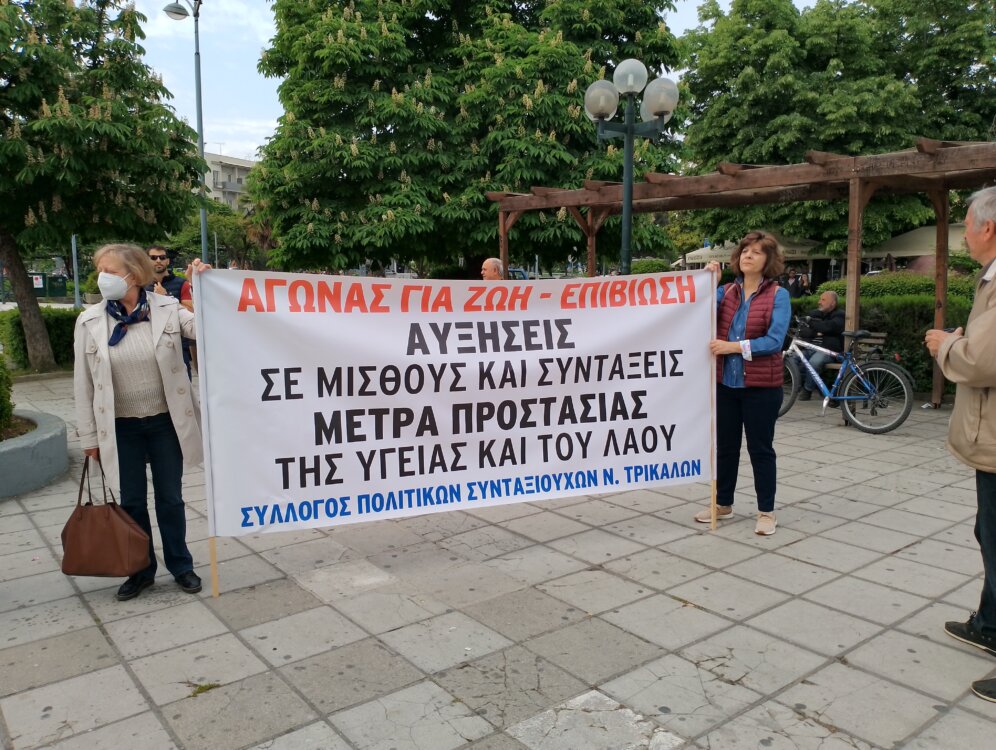 ΑΓΩΝΑΣ ΓΙΑ ΖΩΗ - ΕΠΙΒΙΩΣΗ
ΑΥΞΗΣΕΙΣ
ΣΕ ΜΙΣΘΟΥΣ ΚΑΙ ΣΥΝΤΑΞΕΙΣ
ΜΕΤΡΑ ΠΡΟΣΤΑΣΙΑΣ
ΤΗΣ ΥΓΕΙΑΣ ΚΑΙ ΤΟΥ ΛΑΟΥ
ΣΥΛΛΟΓΟΣ ΠΟΛΙΤΙΚΩΝ ΣΥΝΤΑΞΙΟΥΧΩΝ Ν. ΤΡΙΚΑΛΩΝ